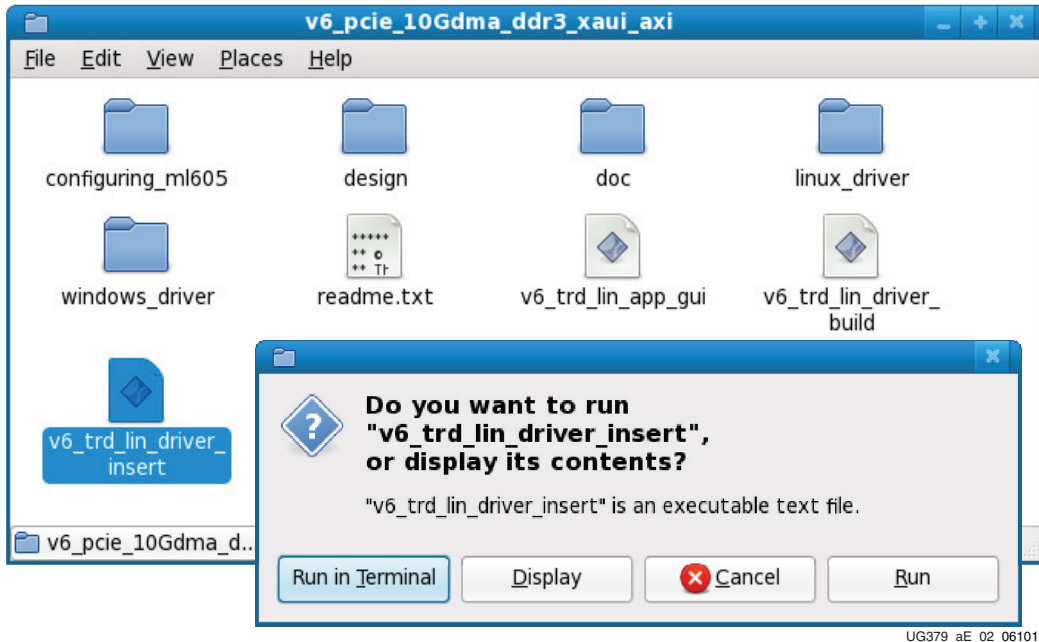 v6_pcie_10Gdma_ddr3_xaui_axi
File Edit View Places Help
configuring_ml605
design
doc
linux_driver
windows_driver
+++++
++ o
++ Th
readme.txt
v6_trd_lin_app_gui
v6_trd_lin_driver_
build
v6_trd_lin_driver_
insert
?
Do you want to run
"v6_trd_lin_driver_insert",
or display its contents?
"v6_trd_lin_driver_insert" is an executable text file.
v6_pcie_10Gdma_d...
Run in Terminal
Display
Cancel
Run
UG379_aE_02_06101